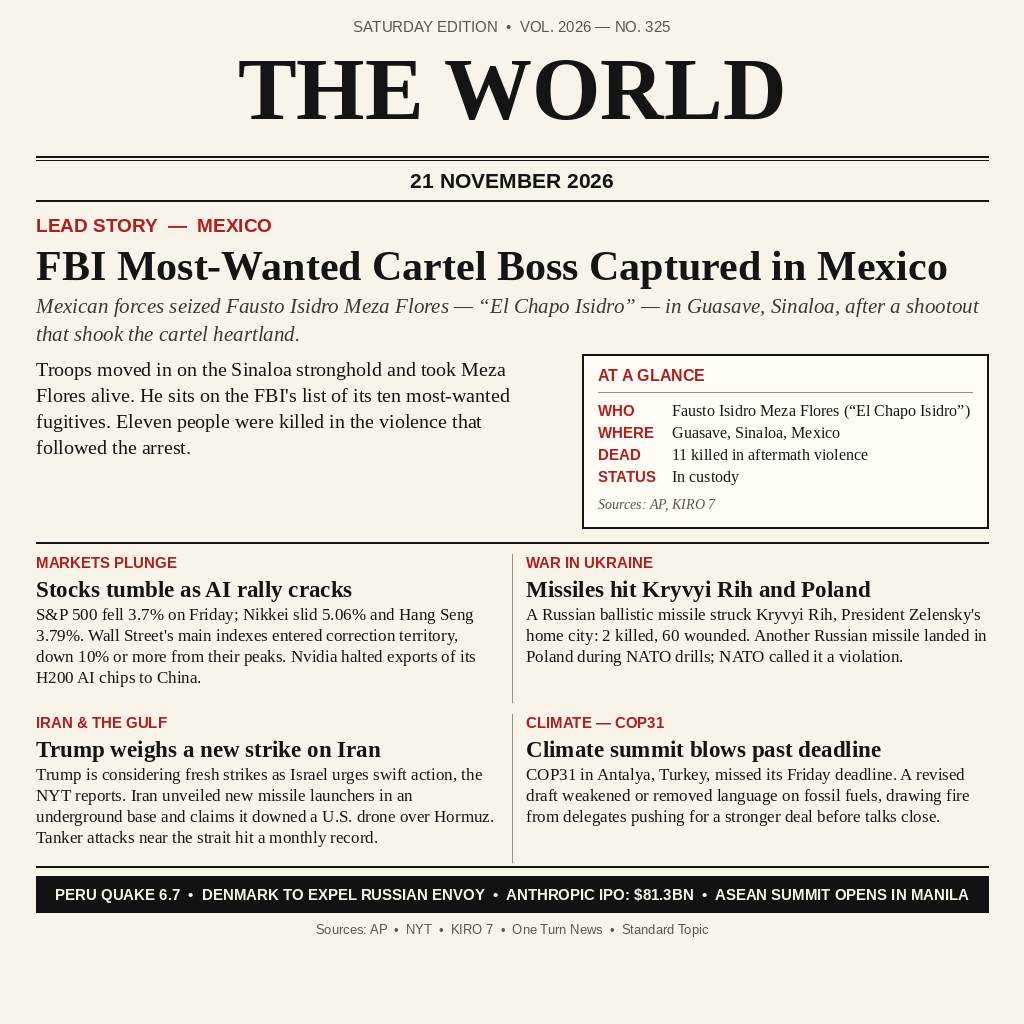 SATURDAY EDITION • VOL. 2026 — NO. 325
THE WORLD
21 NOVEMBER 2026
LEAD STORY — MEXICO
FBI Most-Wanted Cartel Boss Captured in Mexico
Mexican forces seized Fausto Isidro Meza Flores — “El Chapo Isidro” — in Guasave, Sinaloa, after a shootout
that shook the cartel heartland.
Troops moved in on the Sinaloa stronghold and took Meza
Flores alive. He sits on the FBI's list of its ten most-wanted
fugitives. Eleven people were killed in the violence that
followed the arrest.
AT A GLANCE
WHO Fausto Isidro Meza Flores (“El Chapo Isidro”)
WHERE Guasave, Sinaloa, Mexico
DEAD 11 killed in aftermath violence
STATUS In custody
Sources: AP, KIRO 7
MARKETS PLUNGE
Stocks tumble as AI rally cracks
S&P 500 fell 3.7% on Friday; Nikkei slid 5.06% and Hang Seng
3.79%. Wall Street's main indexes entered correction territory,
down 10% or more from their peaks. Nvidia halted exports of its
H200 AI chips to China.
WAR IN UKRAINE
Missiles hit Kryvyi Rih and Poland
A Russian ballistic missile struck Kryvyi Rih, President Zelensky's
home city: 2 killed, 60 wounded. Another Russian missile landed in
Poland during NATO drills; NATO called it a violation.
IRAN & THE GULF
Trump weighs a new strike on Iran
Trump is considering fresh strikes as Israel urges swift action, the
NYT reports. Iran unveiled new missile launchers in an
underground base and claims it downed a U.S. drone over Hormuz.
Tanker attacks near the strait hit a monthly record.
CLIMATE — COP31
Climate summit blows past deadline
COP31 in Antalya, Turkey, missed its Friday deadline. A revised
draft weakened or removed language on fossil fuels, drawing fire
from delegates pushing for a stronger deal before talks close.
PERU QUAKE 6.7 • DENMARK TO EXPEL RUSSIAN ENVOY • ANTHROPIC IPO: $81.3BN • ASEAN SUMMIT OPENS IN MANILA
Sources: AP • NYT • KIRO 7 • One Turn News • Standard Topic